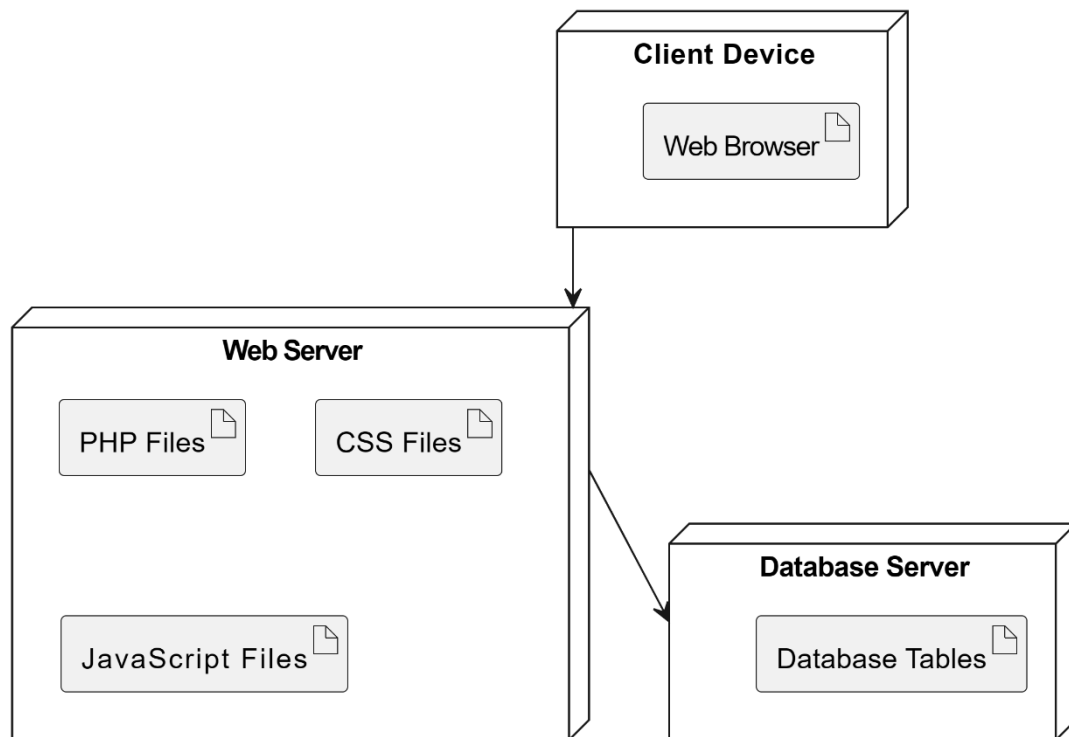 Client Device
Web Browser
Web Server
PHP Files
CSS Files
Database Server
JavaScript Files
Database Tables